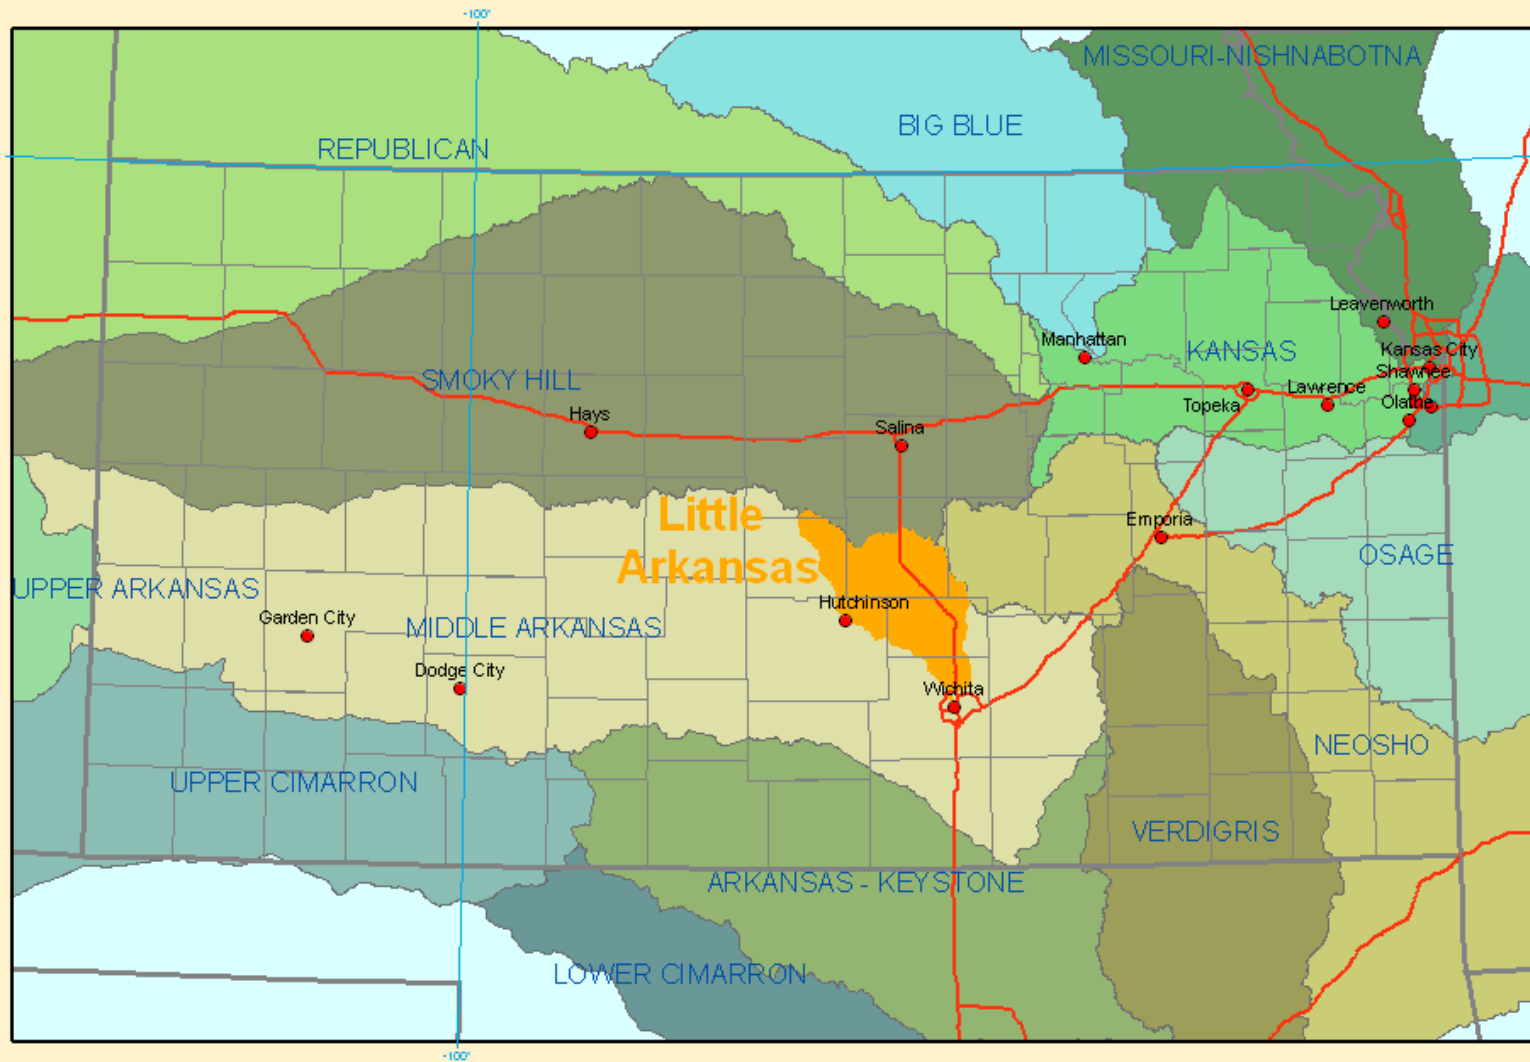 -100°
MISSOURI-NISHNABOTNA
BIG BLUE
REPUBLICAN
Leavenworth
Manhattan
KANSAS
Kansas City
Shawnee
SMOKY HILL
Lawrence
Topeka
Olathe
Hays
Salina
Little
Arkansas
Emporia
OSAGE
UPPER ARKANSAS
Hutchinson
Garden City
MIDDLE ARKANSAS
Dodge City
Wichita
NEOSHO
UPPER CIMARRON
VERDIGRIS
ARKANSAS - KEYSTONE
LOWER CIMARRON
-100°